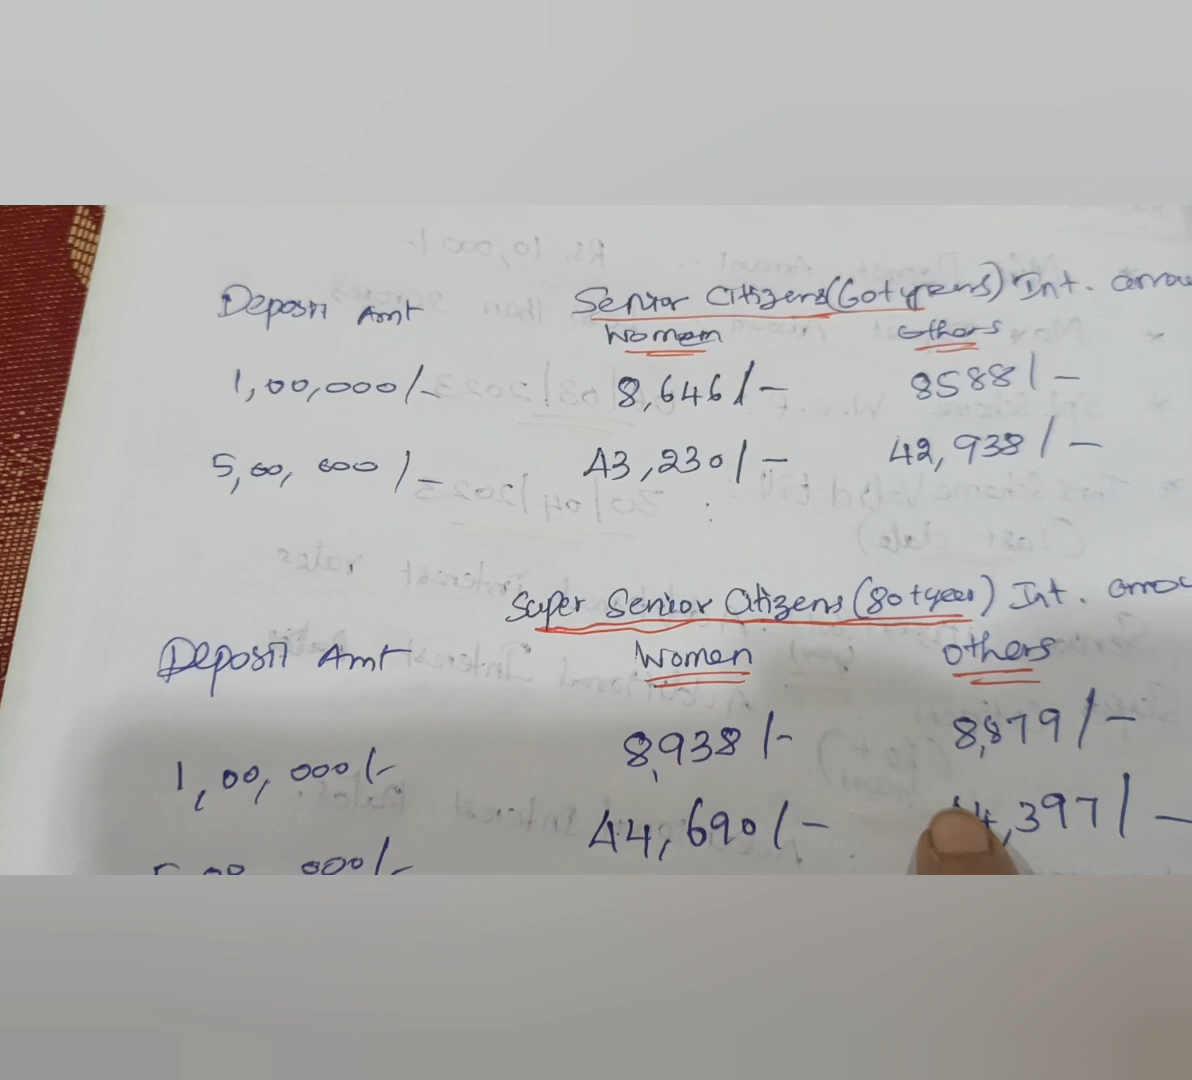 Deposit Amt Senior Citizens (60+ years) Int.
Women Others
1,00,000/- 8,646/- 8588/-
5,00,000/- 43,230/- 42,938/-
Super Senior Citizens (80+ year) Int.
Deposit Amt Women Others
1,00,000/- 8,938/- 8,879/-
44,690/- 4,397/-
000/-